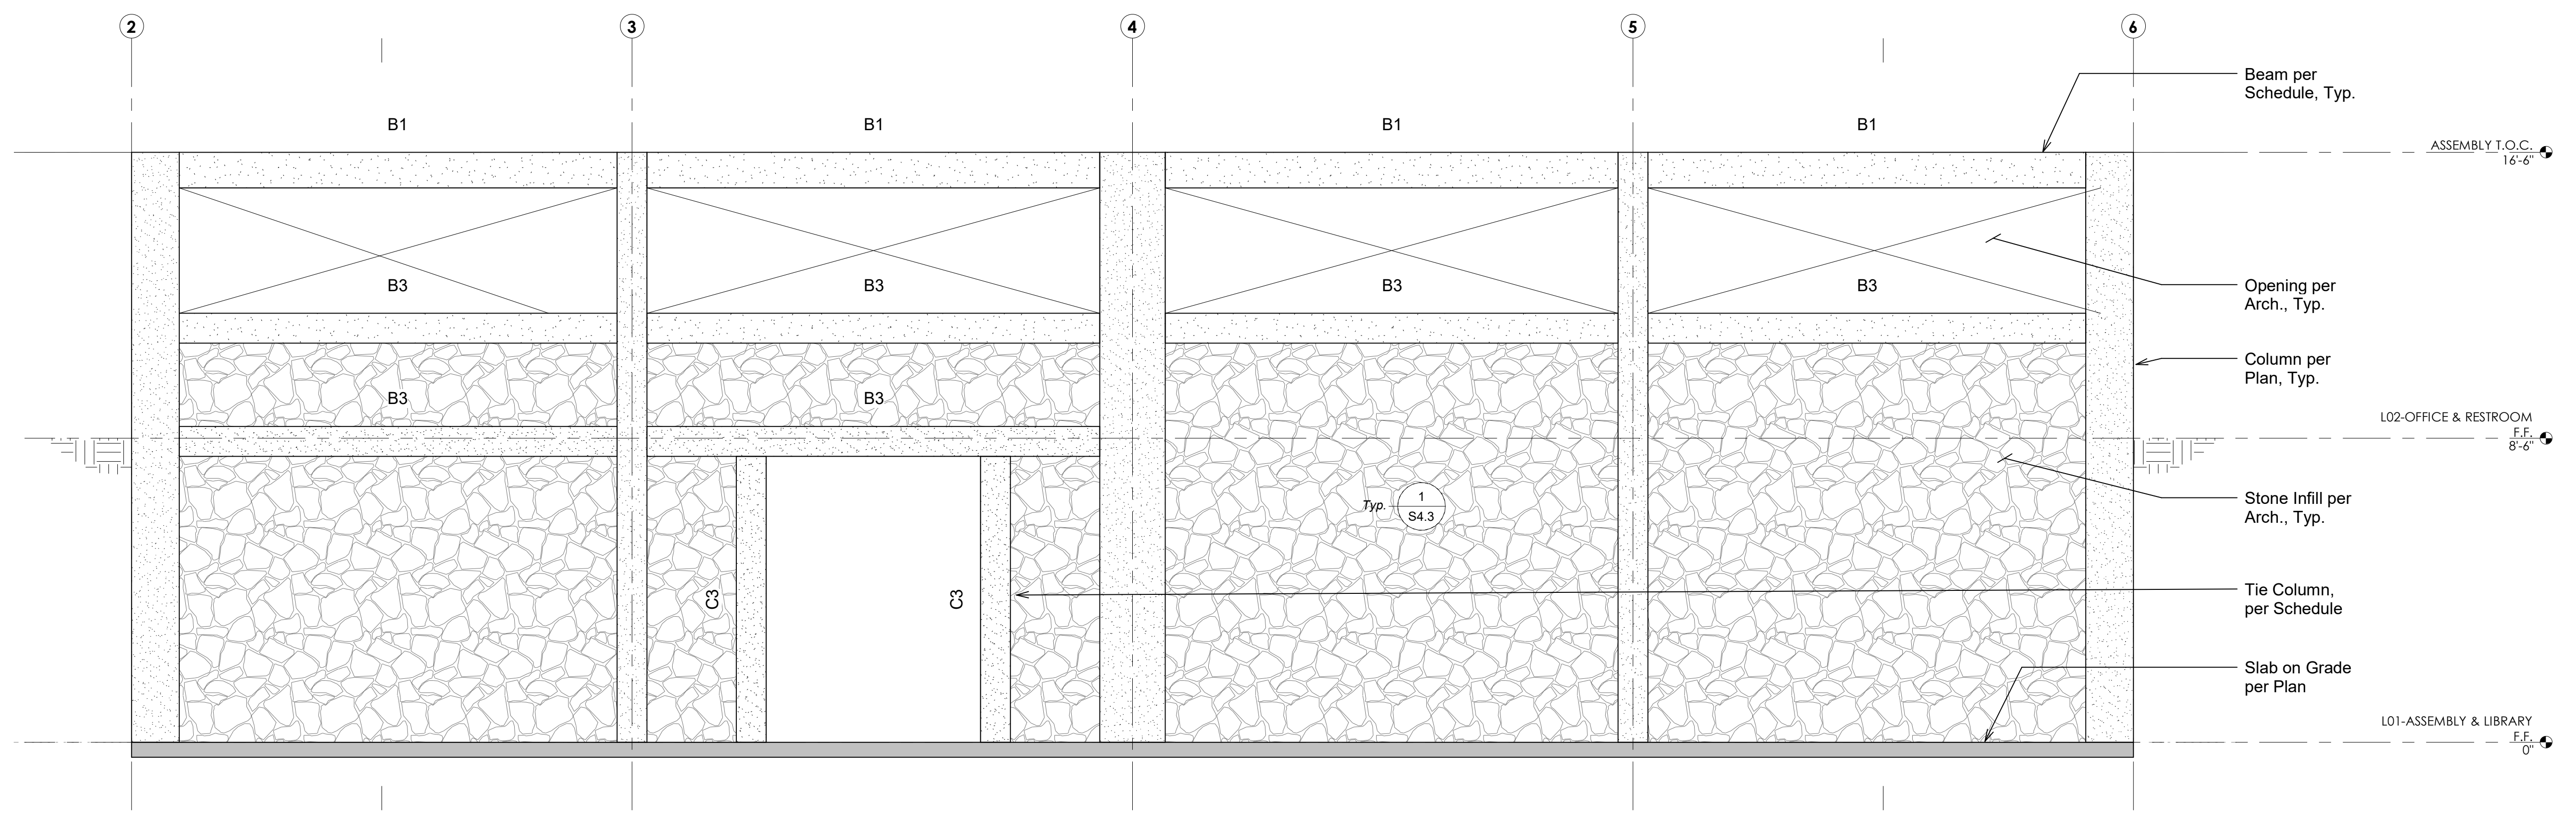 2
3
4
5
6
Beam per
Schedule, Typ.
B1
B1
B1
B1
ASSEMBLY T.O.C.
16'-6"
B3
B3
B3
B3
Opening per
Arch., Typ.
Column per
Plan, Typ.
B3
B3
L02-OFFICE & RESTROOM
F.F.
8'-6"
Typ.
1
S4.3
Stone Infill per
Arch., Typ.
C3
C3
Tie Column,
per Schedule
Slab on Grade
per Plan
L01-ASSEMBLY & LIBRARY
F.F.
0"